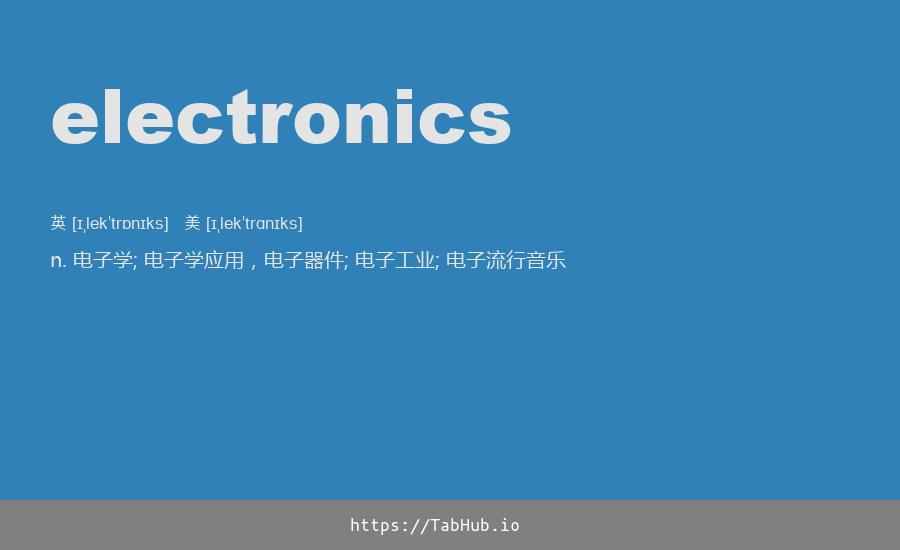 electronics
英 [ɪˌlekˈtrɒnɪks] 美 [ɪˌlekˈtrɑnɪks]
n. 电子学; 电子学应用，电子器件; 电子工业; 电子流行音乐
https://TabHub.io